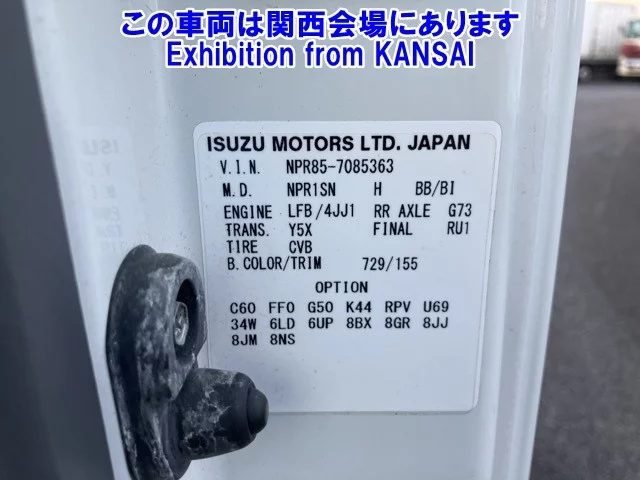 この車両は関西会場にあります
Exhibition from KANSAI
ISUZU MOTORS LTD. JAPAN
V.I.N. NPR85-7085363
M.D. NPR1SN H BB/BI
ENGINE LFB/4JJ1 RR AXLE G73
TRANS. Y5X FINAL RU1
TIRE CVB
B.COLOR/TRIM 729/155
OPTION
C60 FF0 G50 K44 RPV U69
34W 6LD 6UP 8BX 8GR 8JJ
8JM 8NS